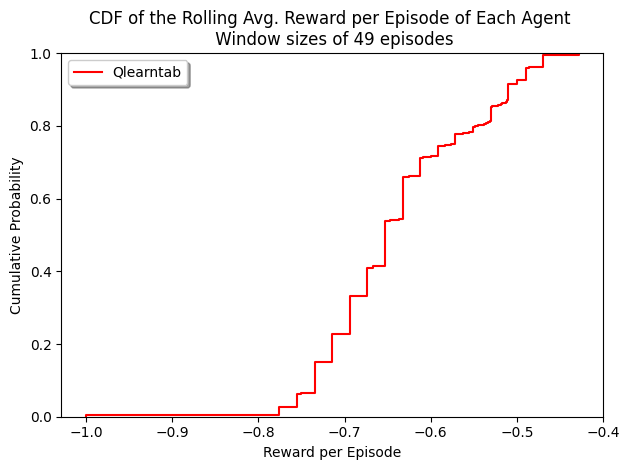 CDF of the Rolling Avg. Reward per Episode of Each Agent
Window sizes of 49 episodes
Qlearntab
1.0
0.8
0.6
0.4
0.2
0.0
Cumulative Probability
−1.0 −0.9 −0.8 −0.7 −0.6 −0.5 −0.4
Reward per Episode